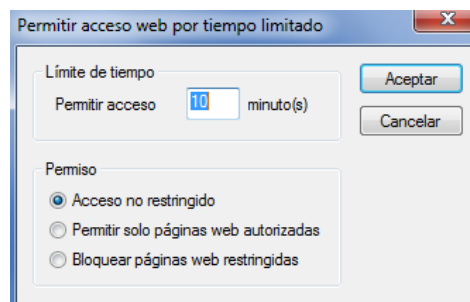 Permitir acceso web por tiempo limitado
Límite de tiempo
Permitir acceso 10 minuto(s)
Aceptar
Cancelar
Permiso
Acceso no restringido
Permitir solo páginas web autorizadas
Bloquear páginas web restringidas